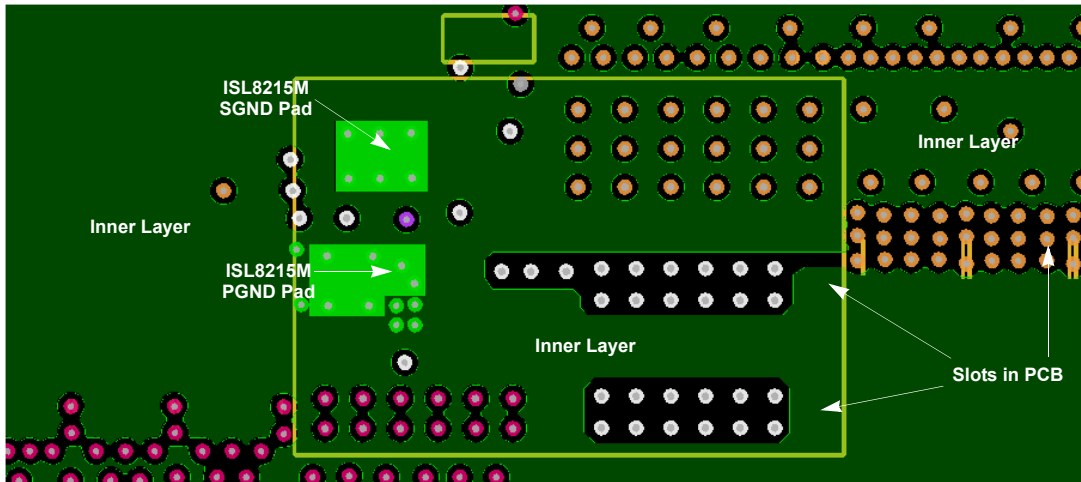 ISL8215M
SGND Pad
Inner Layer
Inner Layer
ISL8215M
PGND Pad
Inner Layer
Slots in PCB